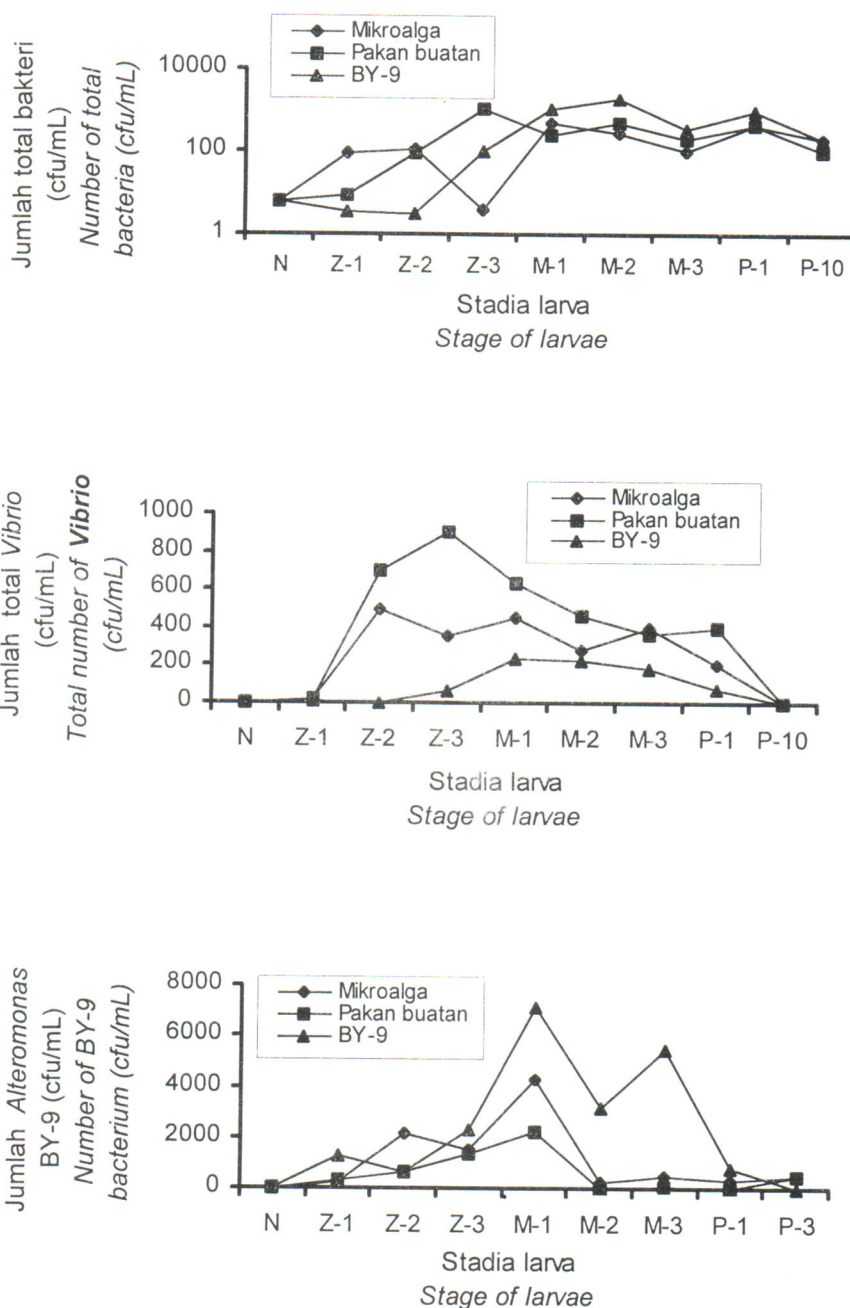 Mikroalga
Pakan buatan
BY-9
Jumlah total bakteri
(cfu/mL)
Number of total
bacteria (cfu/mL)
10000
100
1
N Z-1 Z-2 Z-3 M-1 M-2 M-3 P-1 P-10
Stadia larva
Stage of larvae
Mikroalga
Pakan buatan
BY-9
Jumlah total Vibrio
(cfu/mL)
Total number of Vibrio
(cfu/mL)
1000
800
600
400
200
0
N Z-1 Z-2 Z-3 M-1 M-2 M-3 P-1 P-10
Stadia larva
Stage of larvae
Mikroalga
Pakan buatan
BY-9
Jumlah Alteromonas
BY-9 (cfu/mL)
Number of BY-9
bacterium (cfu/mL)
8000
6000
4000
2000
0
N Z-1 Z-2 Z-3 M-1 M-2 M-3 P-1 P-3
Stadia larva
Stage of larvae